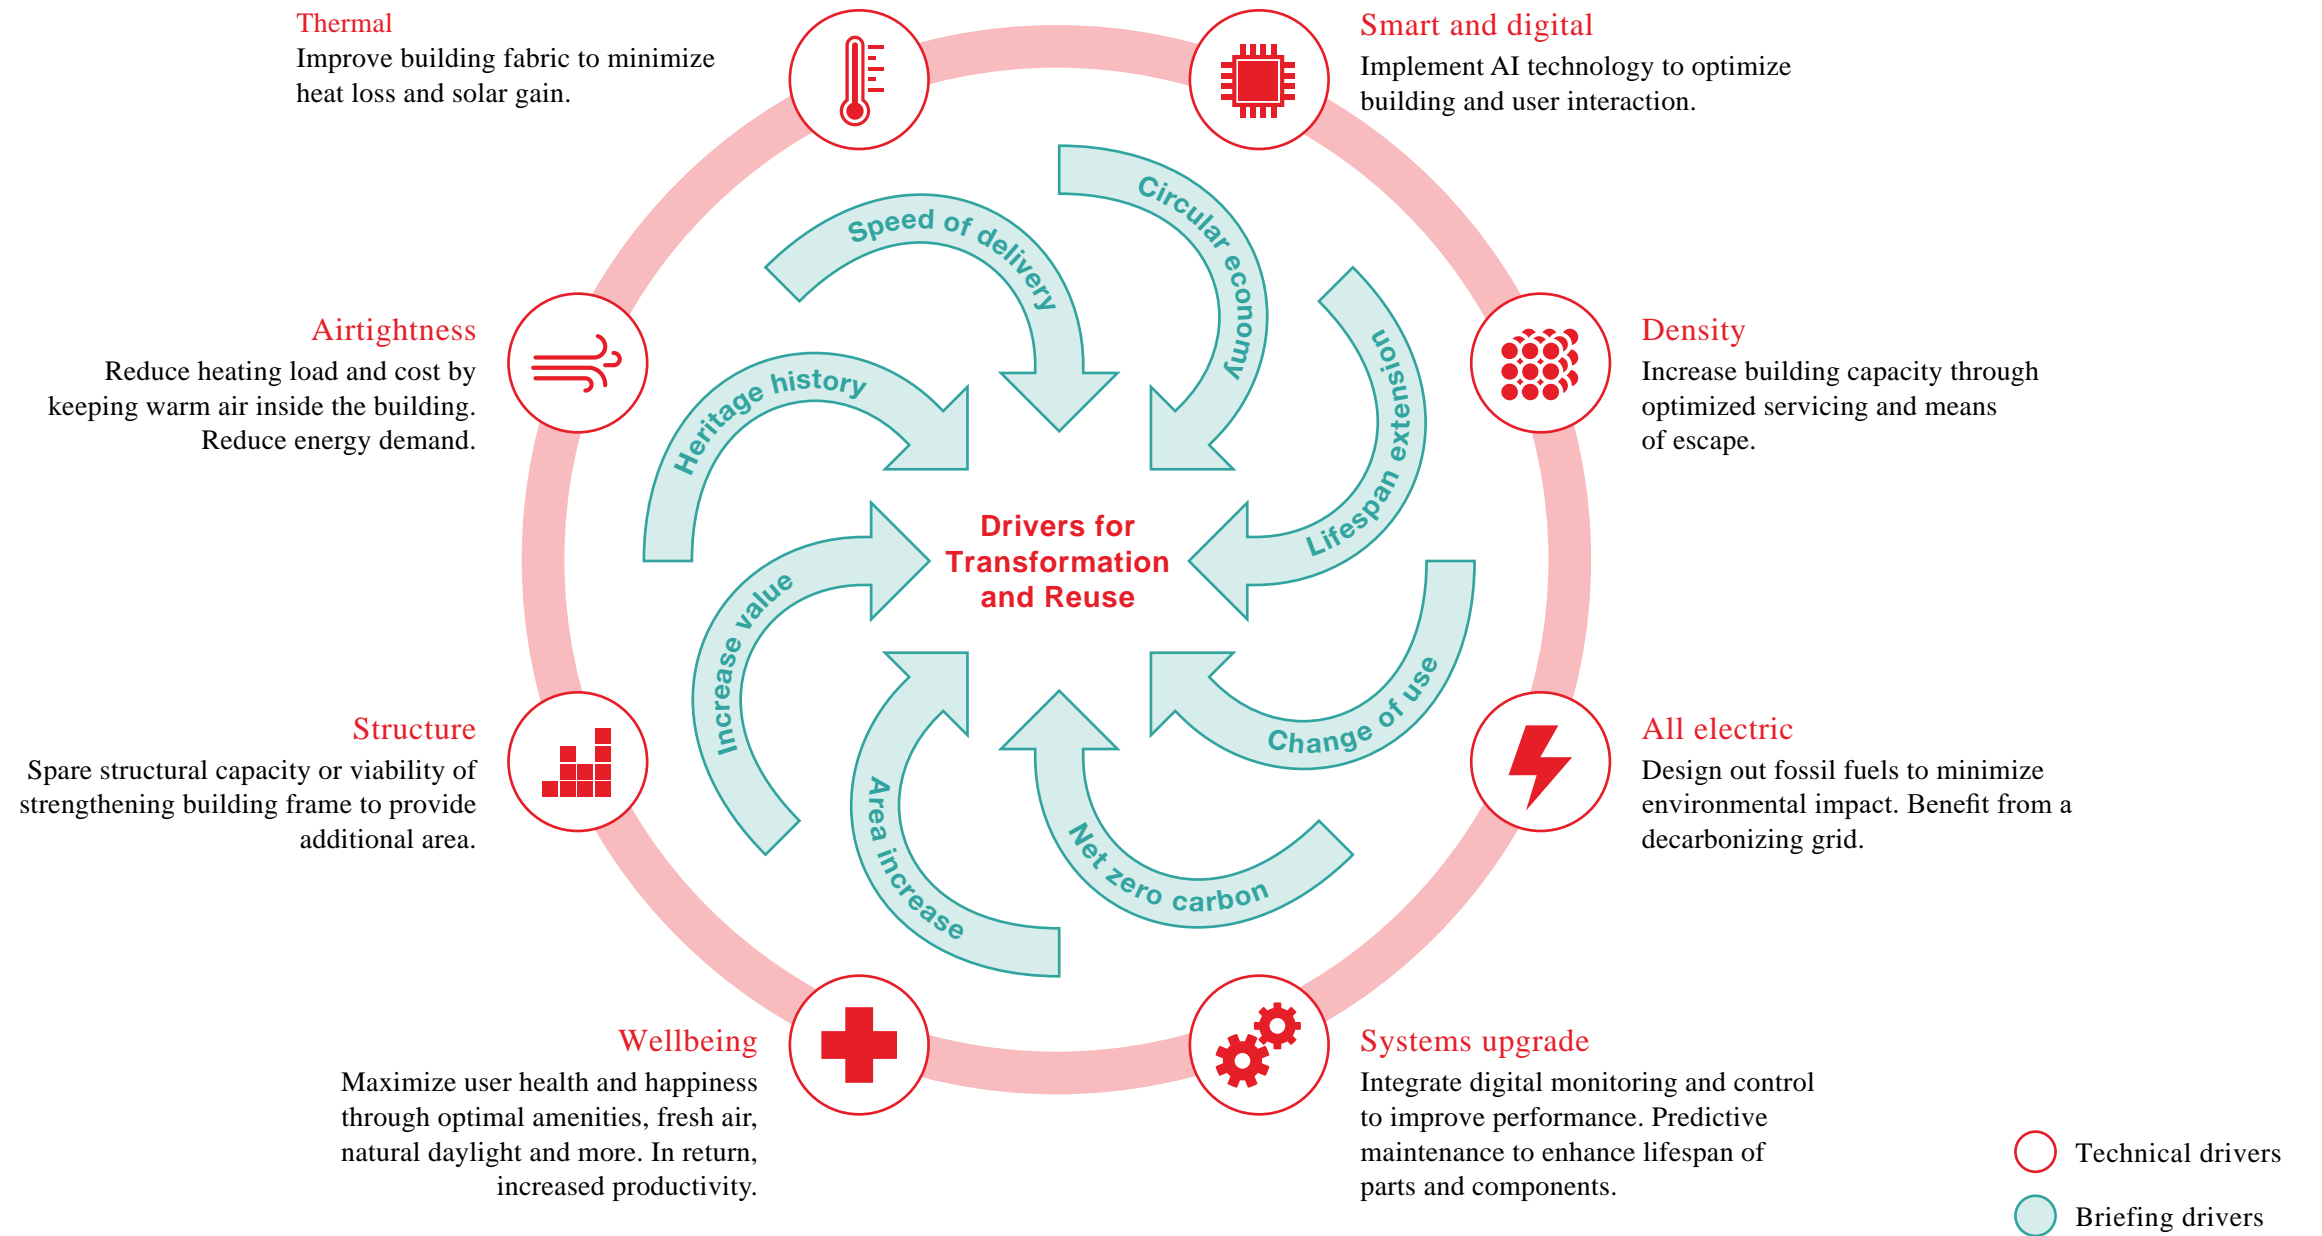 Thermal
Improve building fabric to minimize
heat loss and solar gain.
Smart and digital
Implement AI technology to optimize
building and user interaction.
Airtightness
Reduce heating load and cost by
keeping warm air inside the building.
Reduce energy demand.
Density
Increase building capacity through
optimized servicing and means
of escape.
Structure
Spare structural capacity or viability of
strengthening building frame to provide
additional area.
All electric
Design out fossil fuels to minimize
environmental impact. Benefit from a
decarbonizing grid.
Wellbeing
Maximize user health and happiness
through optimal amenities, fresh air,
natural daylight and more. In return,
increased productivity.
Systems upgrade
Integrate digital monitoring and control
to improve performance. Predictive
maintenance to enhance lifespan of
parts and components.
Speed of delivery
Circular economy
Heritage history
Lifespan extension
Drivers for
Transformation
and Reuse
Increase value
Change of use
Area increase
Net zero carbon
Technical drivers
Briefing drivers